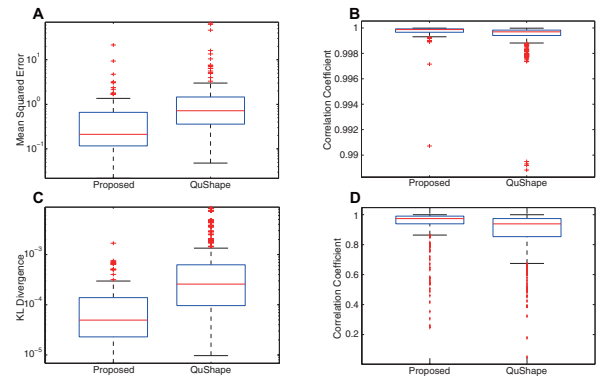 A
Mean Squared Error
10^1
10^0
10^-1
Proposed QuShape
B
Correlation Coefficient
1
0.998
0.996
0.994
0.992
0.99
Proposed QuShape
C
KL Divergence
10^-3
10^-4
10^-5
Proposed QuShape
D
Correlation Coefficient
1
0.8
0.6
0.4
0.2
Proposed QuShape